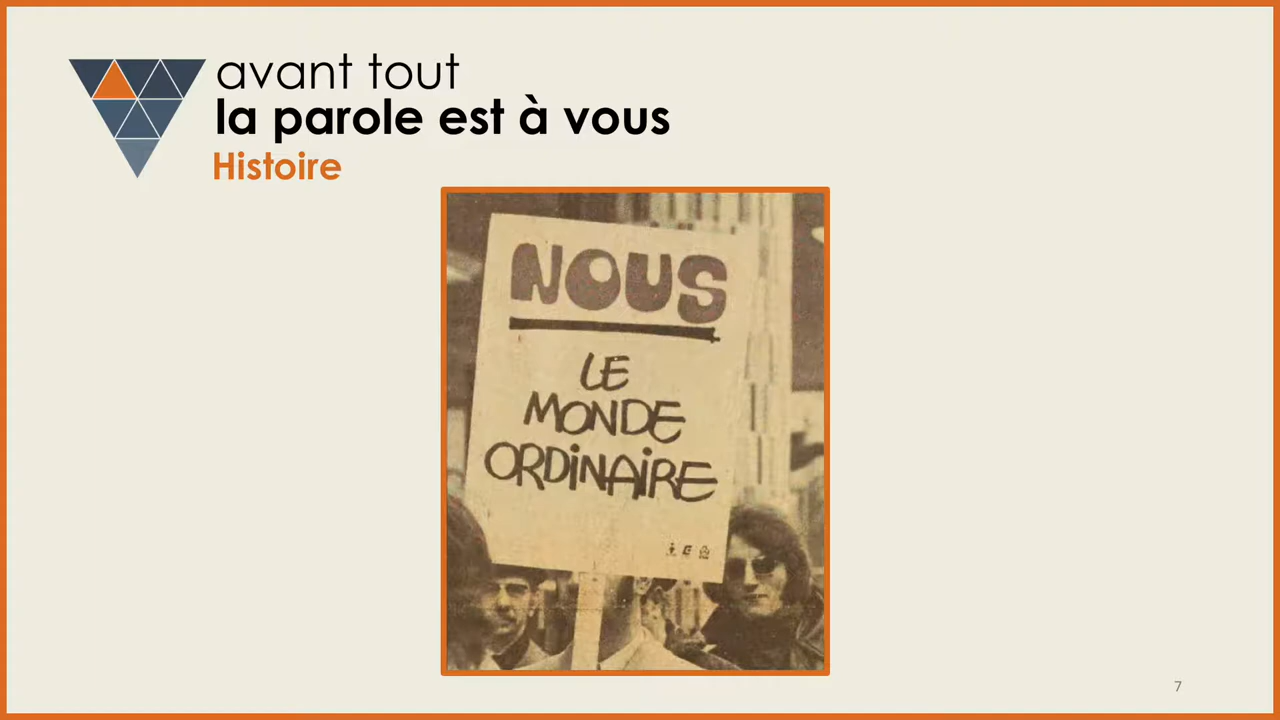 avant tout
la parole est à vous
Histoire
NOUS
LE
MONDE
ORDINAIRE
7